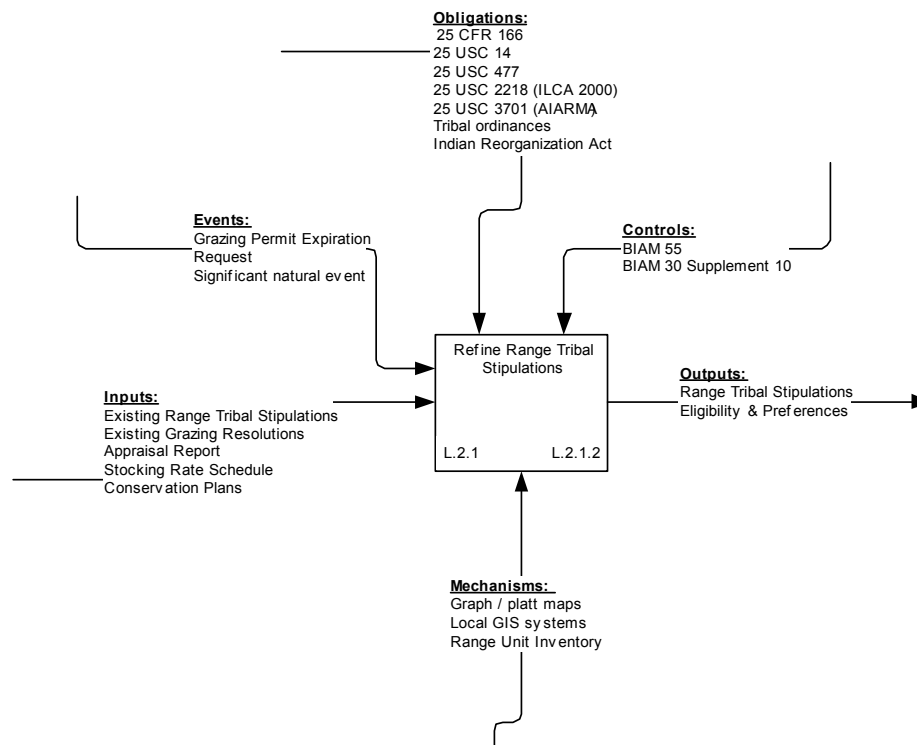 Obligations:
25 CFR 166
25 USC 14
25 USC 477
25 USC 2218 (ILCA 2000)
25 USC 3701 (AIARMA)
Tribal ordinances
Indian Reorganization Act
Events:
Grazing Permit Expiration
Request
Significant natural event
Controls:
BIAM 55
BIAM 30 Supplement 10
Refine Range Tribal
Stipulations
L.2.1 L.2.1.2
Inputs:
Existing Range Tribal Stipulations
Existing Grazing Resolutions
Appraisal Report
Stocking Rate Schedule
Conservation Plans
Outputs:
Range Tribal Stipulations
Eligibility & Preferences
Mechanisms:
Graph / platt maps
Local GIS systems
Range Unit Inventory